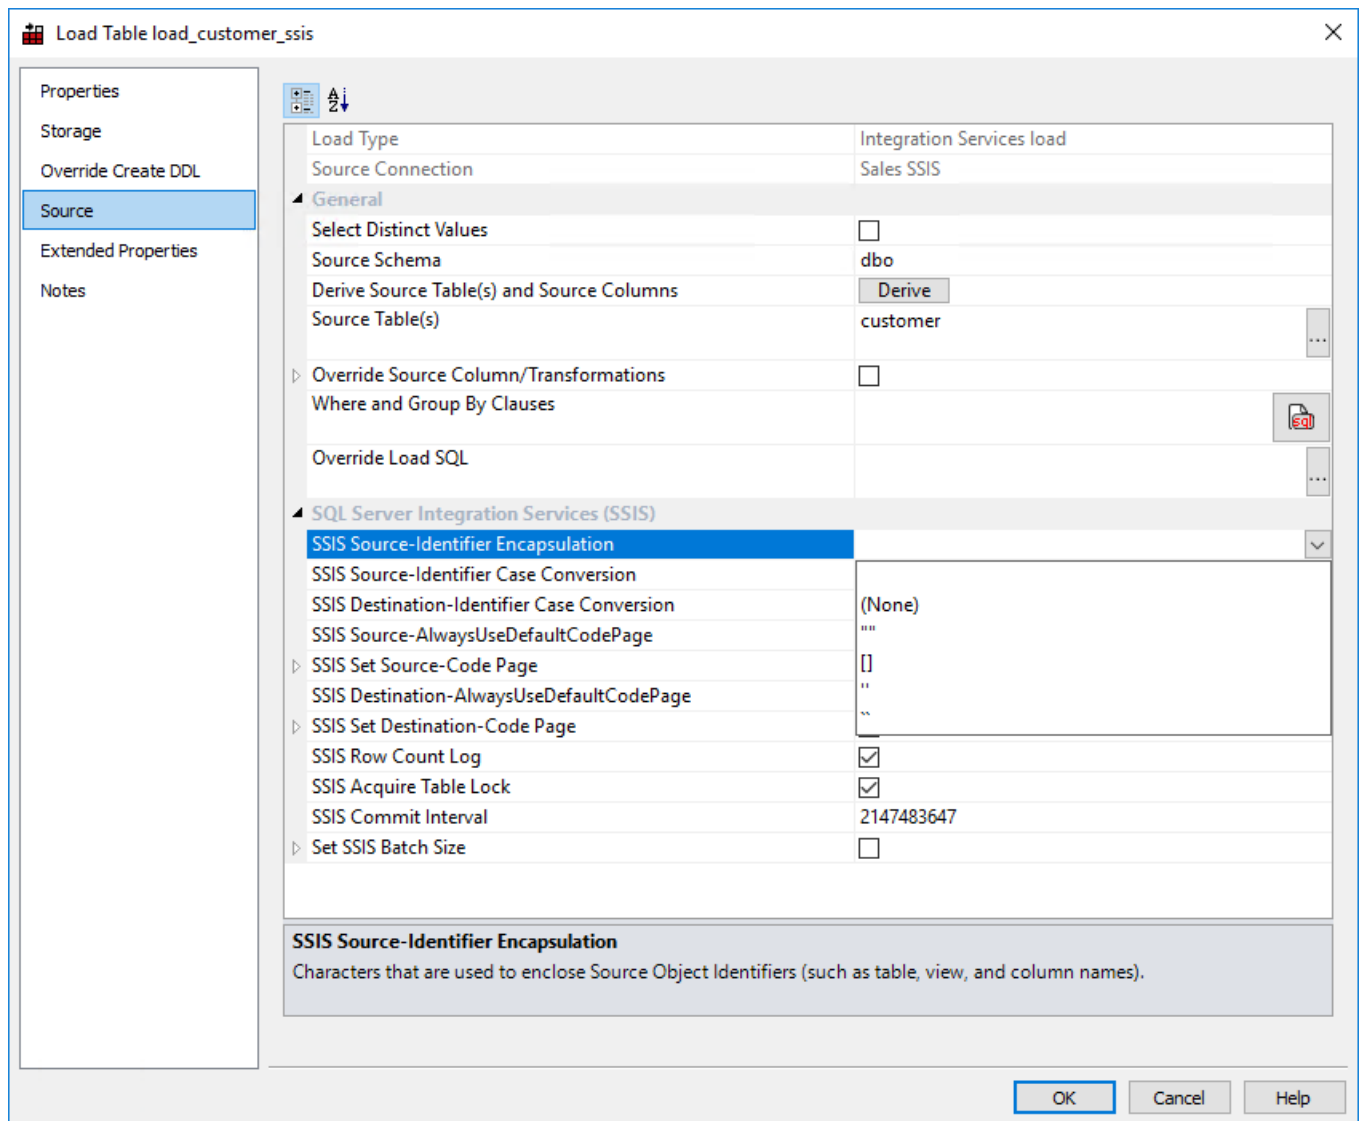 Load Table load_customer_ssis
Properties
Storage
Override Create DDL
Source
Extended Properties
Notes
Load Type Integration Services load
Source Connection Sales SSIS
General
Select Distinct Values
Source Schema dbo
Derive Source Table(s) and Source Columns Derive
Source Table(s) customer
...
Override Source Column/Transformations
Where and Group By Clauses
sql
Override Load SQL
...
SQL Server Integration Services (SSIS)
SSIS Source-Identifier Encapsulation
SSIS Source-Identifier Case Conversion
SSIS Destination-Identifier Case Conversion (None)
SSIS Source-AlwaysUseDefaultCodePage ""
SSIS Set Source-Code Page []
SSIS Destination-AlwaysUseDefaultCodePage ''
SSIS Set Destination-Code Page ``
SSIS Row Count Log
SSIS Acquire Table Lock
SSIS Commit Interval 2147483647
Set SSIS Batch Size
SSIS Source-Identifier Encapsulation
Characters that are used to enclose Source Object Identifiers (such as table, view, and column names).
OK Cancel Help